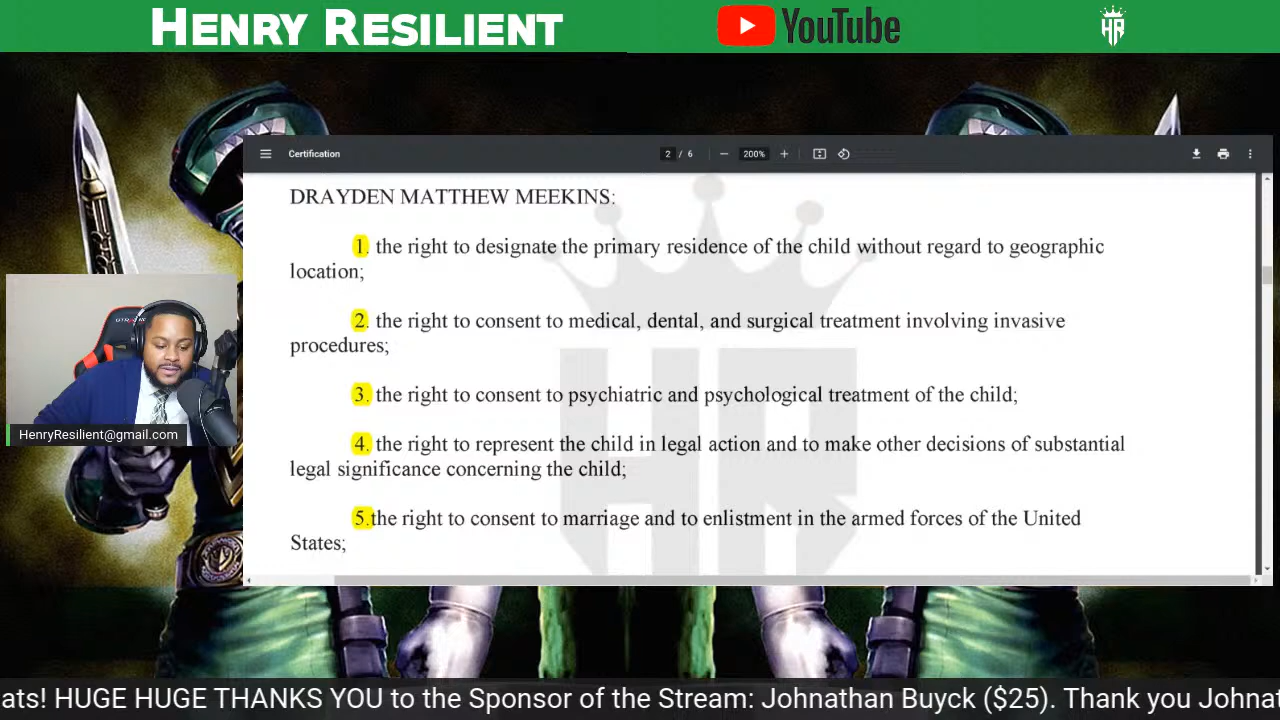 HENRY RESILIENT
YouTube
HR
Certification
2 / 6
200%
DRAYDEN MATTHEW MEEKINS:
1. the right to designate the primary residence of the child without regard to geographic
location;
2. the right to consent to medical, dental, and surgical treatment involving invasive
procedures;
3. the right to consent to psychiatric and psychological treatment of the child;
4. the right to represent the child in legal action and to make other decisions of substantial
legal significance concerning the child;
5.the right to consent to marriage and to enlistment in the armed forces of the United
States;
HR
HenryResilient@gmail.com
ats! HUGE HUGE THANKS YOU to the Sponsor of the Stream: Johnathan Buyck ($25). Thank you Johnat